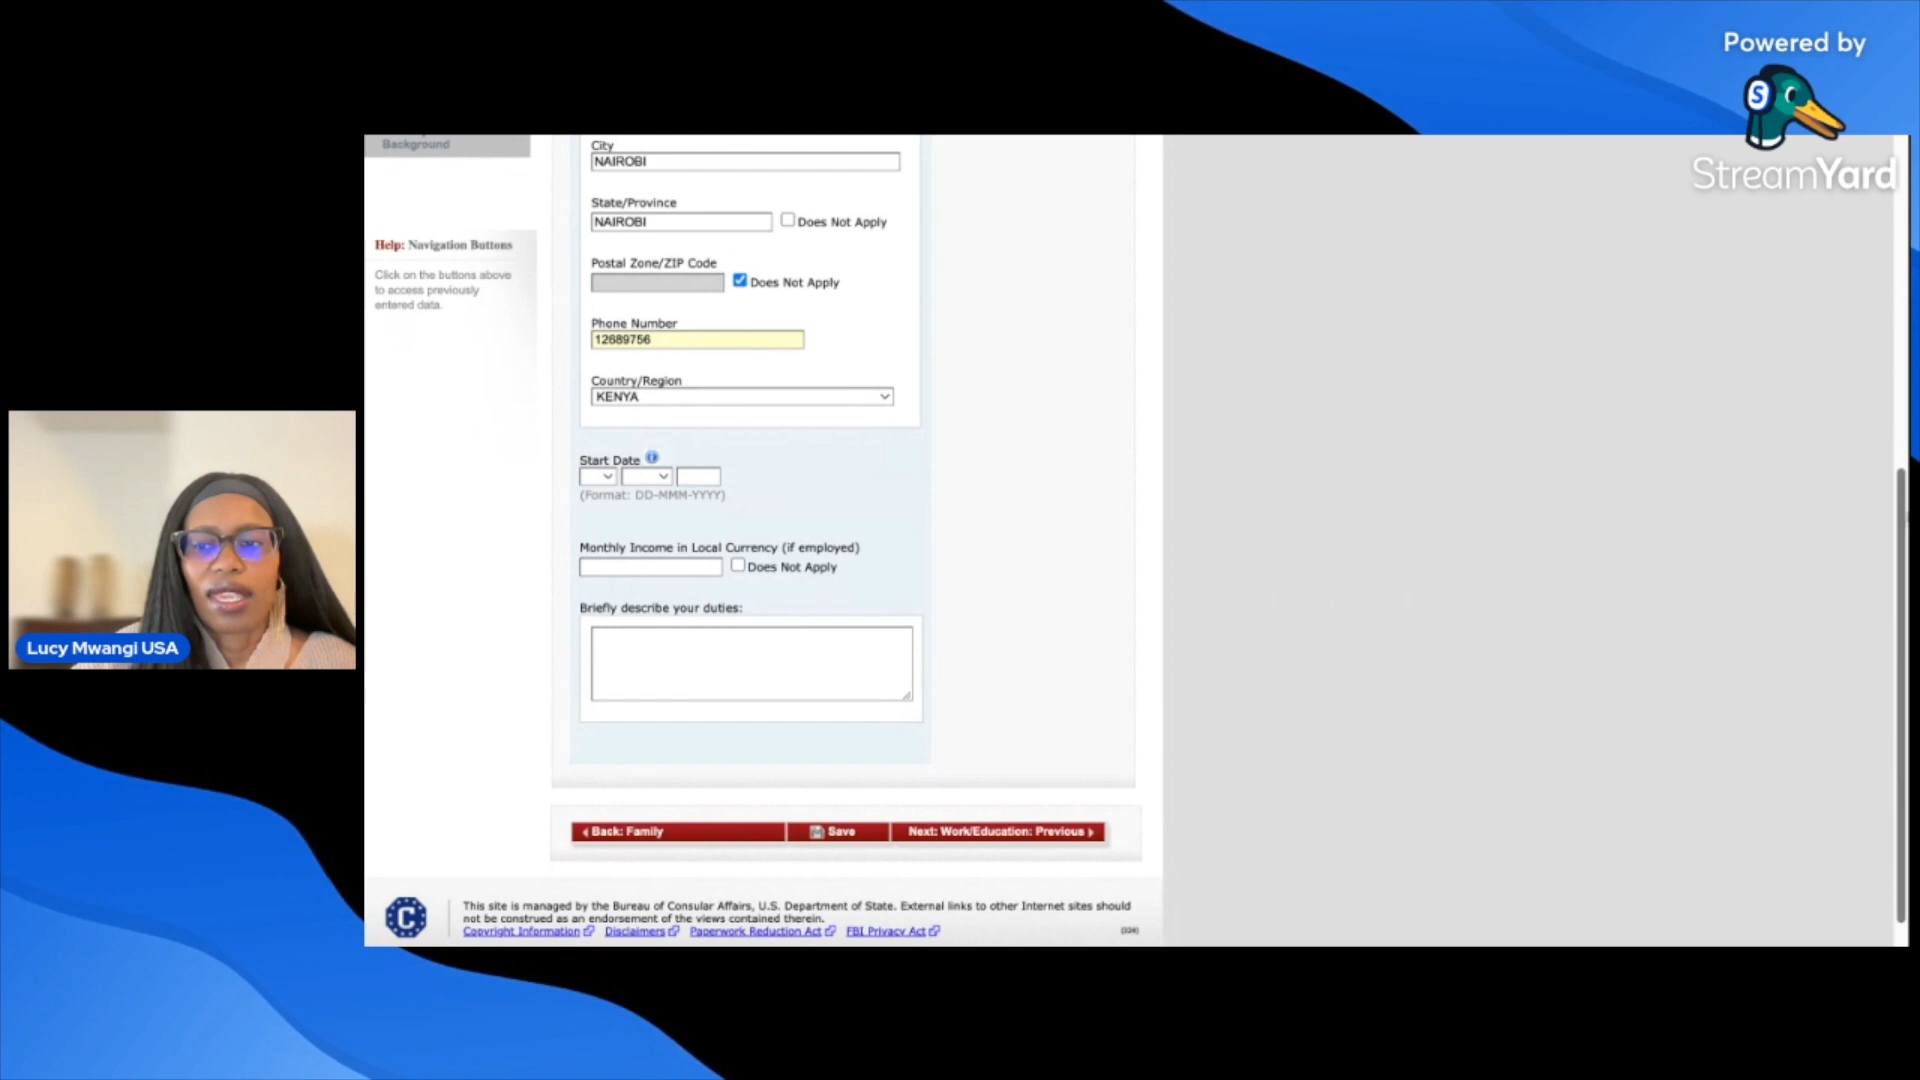 Powered by
StreamYard
Background
City
NAIROBI
State/Province
NAIROBI
Does Not Apply
Help: Navigation Buttons
Postal Zone/ZIP Code
Click on the buttons above
to access previously
entered data.
Does Not Apply
Phone Number
12689756
Country/Region
KENYA
Start Date
(Format: DD-MMM-YYYY)
Monthly Income in Local Currency (if employed)
Does Not Apply
Briefly describe your duties:
Lucy Mwangi USA
Back: Family
Save
Next: Work/Education: Previous
This site is managed by the Bureau of Consular Affairs, U.S. Department of State. External links to other Internet sites should
not be construed as an endorsement of the views contained therein.
Copyright Information Disclaimers Paperwork Reduction Act FBI Privacy Act